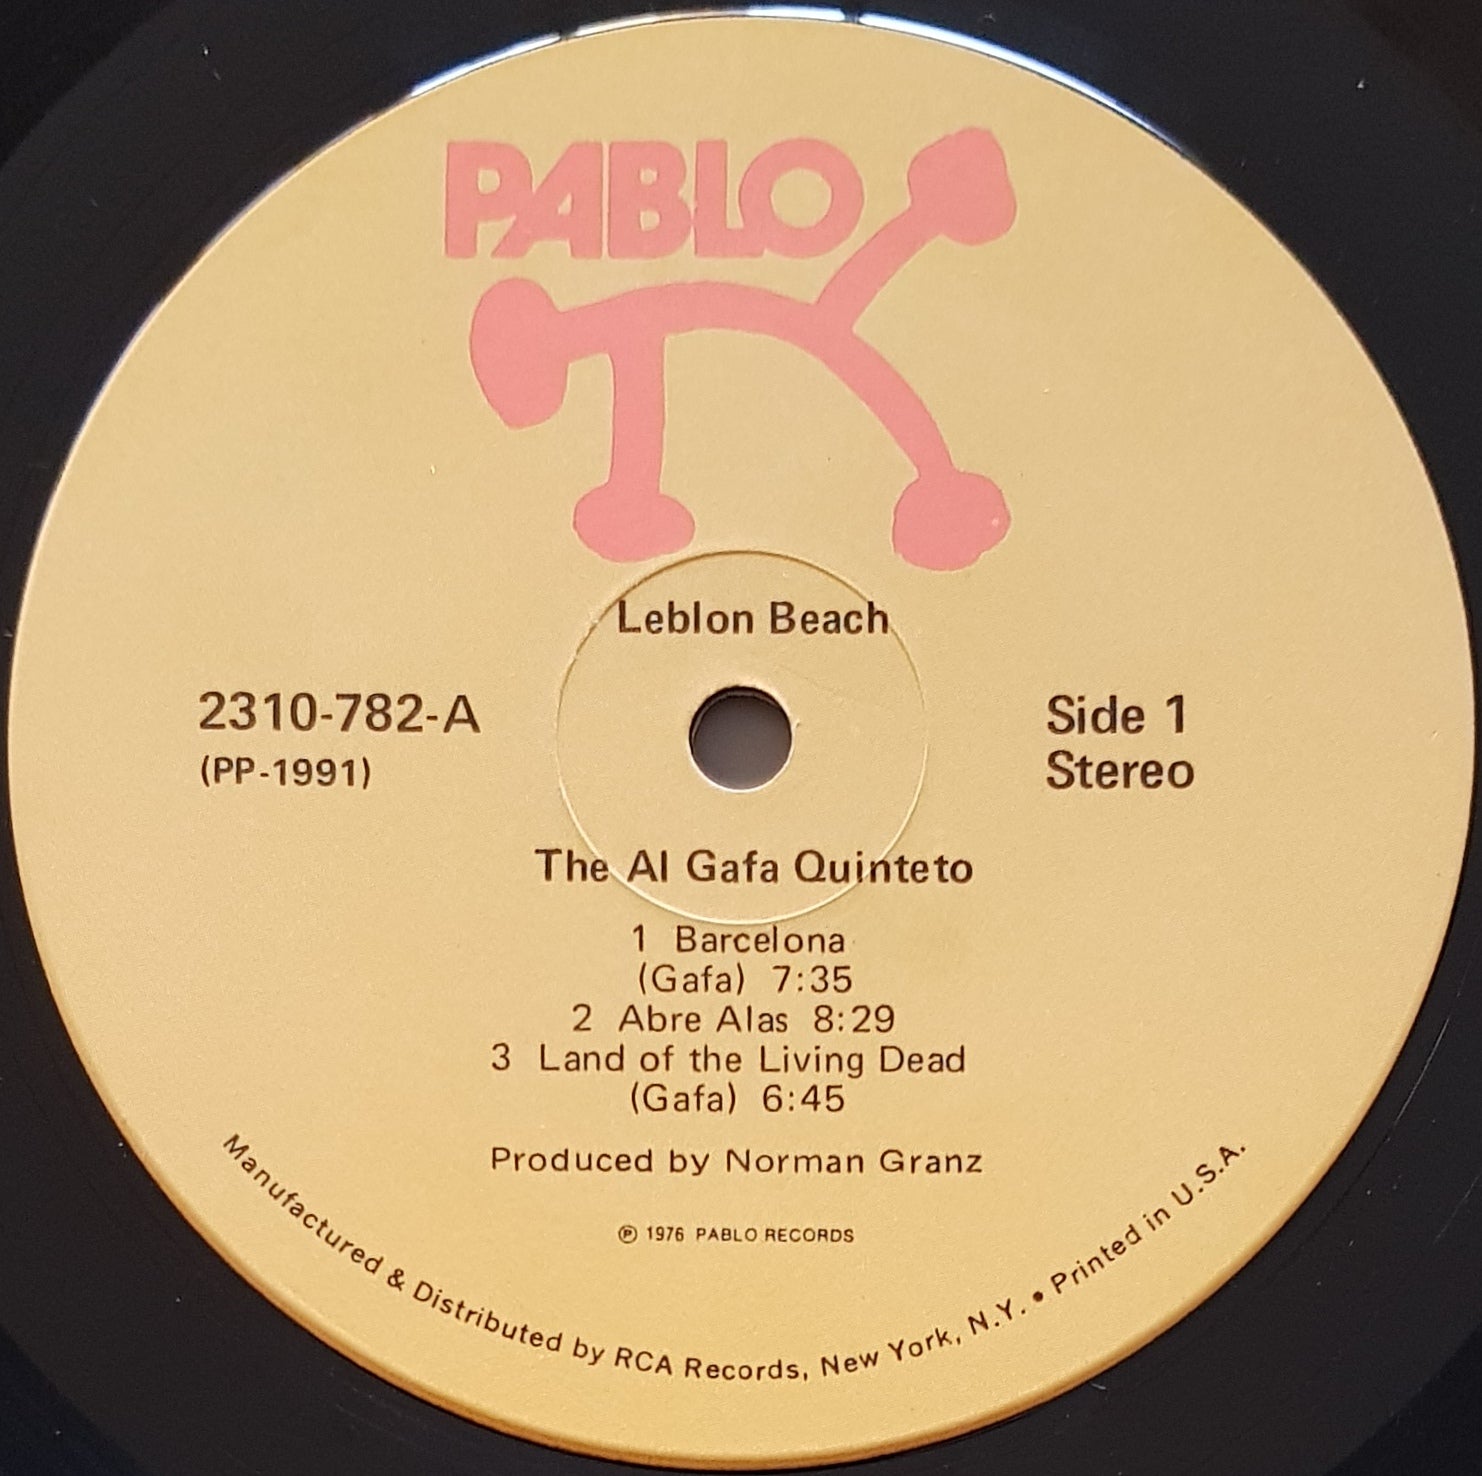 PABLO
Leblon Beach
2310-782-A
(PP-1991)
Side 1
Stereo
The Al Gafa Quinteto
1 Barcelona
(Gafa) 7:35
2 Abre Alas 8:29
3 Land of the Living Dead
(Gafa) 6:45
Produced by Norman Granz
℗ 1976 PABLO RECORDS
Manufactured & Distributed by RCA Records, New York, N.Y. • Printed in U.S.A.